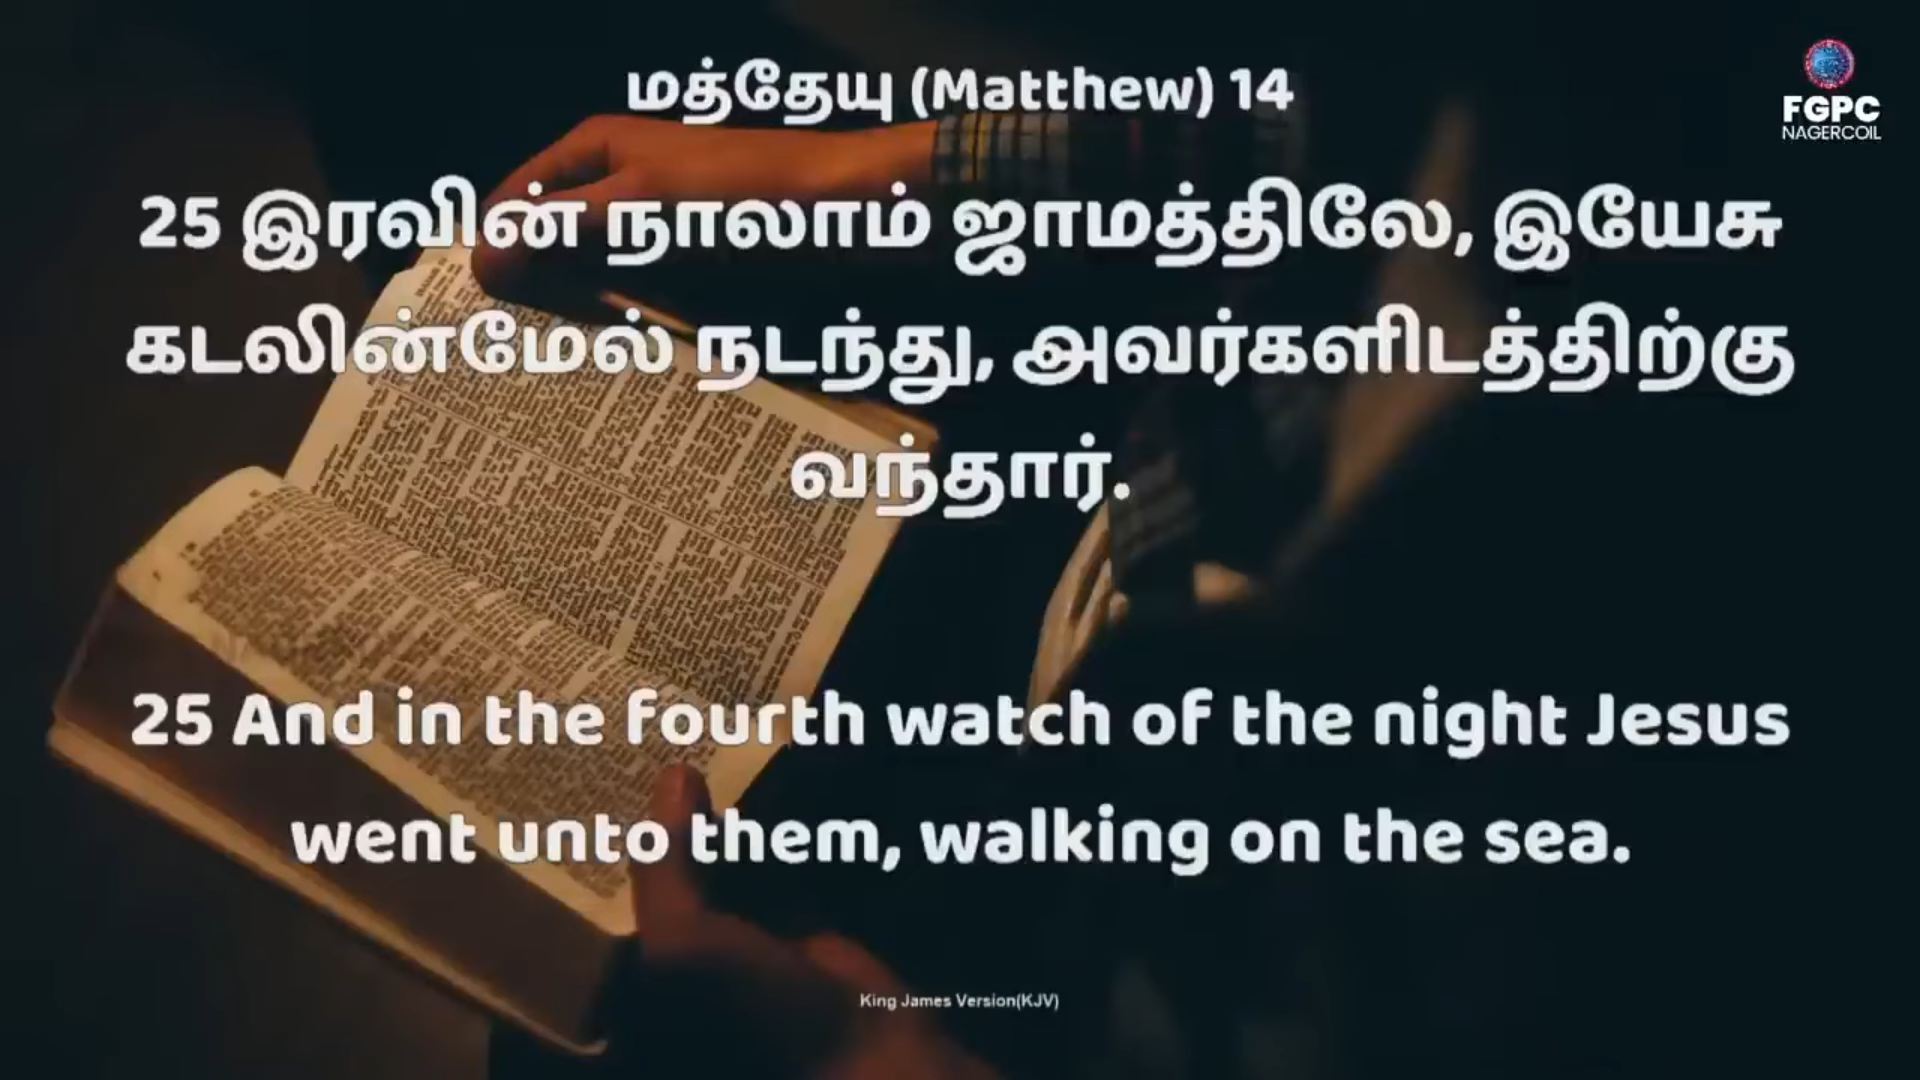 மத்தேயு (Matthew) 14
FGPC
NAGERCOIL
25 இரவின் நாலாம் ஜாமத்திலே, இயேசு
கடலின்மேல் நடந்து, அவர்களிடத்திற்கு
வந்தார்.
25 And in the fourth watch of the night Jesus
went unto them, walking on the sea.
King James Version(KJV)